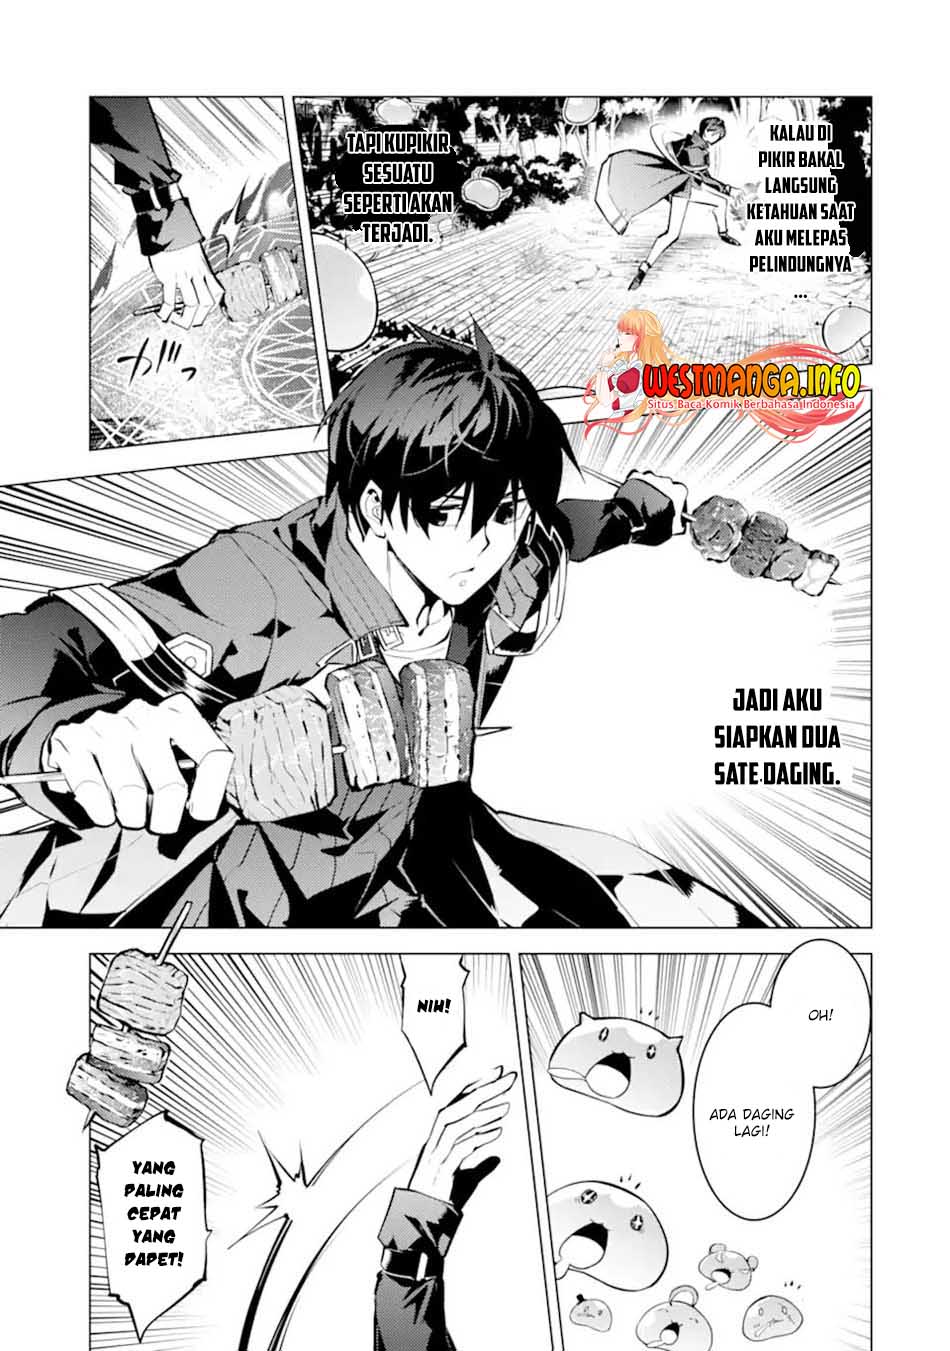 KALAU DI
PIKIR BAKAL
LANGSUNG
KETAHUAN SAAT
AKU MELEPAS
PELINDUNGNYA
...
TAPI KUPIKIR
SESUATU
SEPERTI AKAN
TERJADI.
WESTMANGA.INFO
Situs Baca Komik Berbahasa Indonesia
JADI AKU
SIAPKAN DUA
SATE DAGING.
OH!
ADA DAGING
LAGI!
NIH!
YANG
PALING
CEPAT
YANG
DAPET!